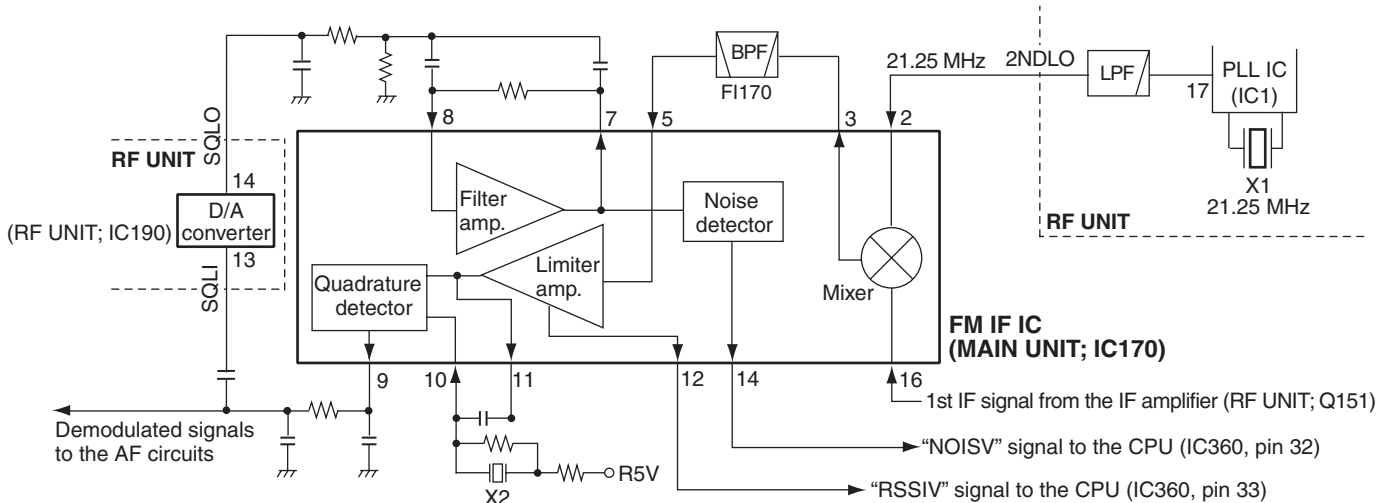 BPF
FI170
21.25 MHz
2NDLO
LPF
17
PLL IC
(IC1)
X1
21.25 MHz
RF UNIT
SQLO
8
7
5
3
2
RF UNIT
14
D/A
converter
(RF UNIT; IC190)
13
SQLI
Filter
amp.
Noise
detector
Limiter
amp.
Quadrature
detector
Mixer
FM IF IC
(MAIN UNIT; IC170)
9
10
11
12
14
16
1st IF signal from the IF amplifier (RF UNIT; Q151)
Demodulated signals
to the AF circuits
"NOISV" signal to the CPU (IC360, pin 32)
R5V
X2
"RSSIV" signal to the CPU (IC360, pin 33)